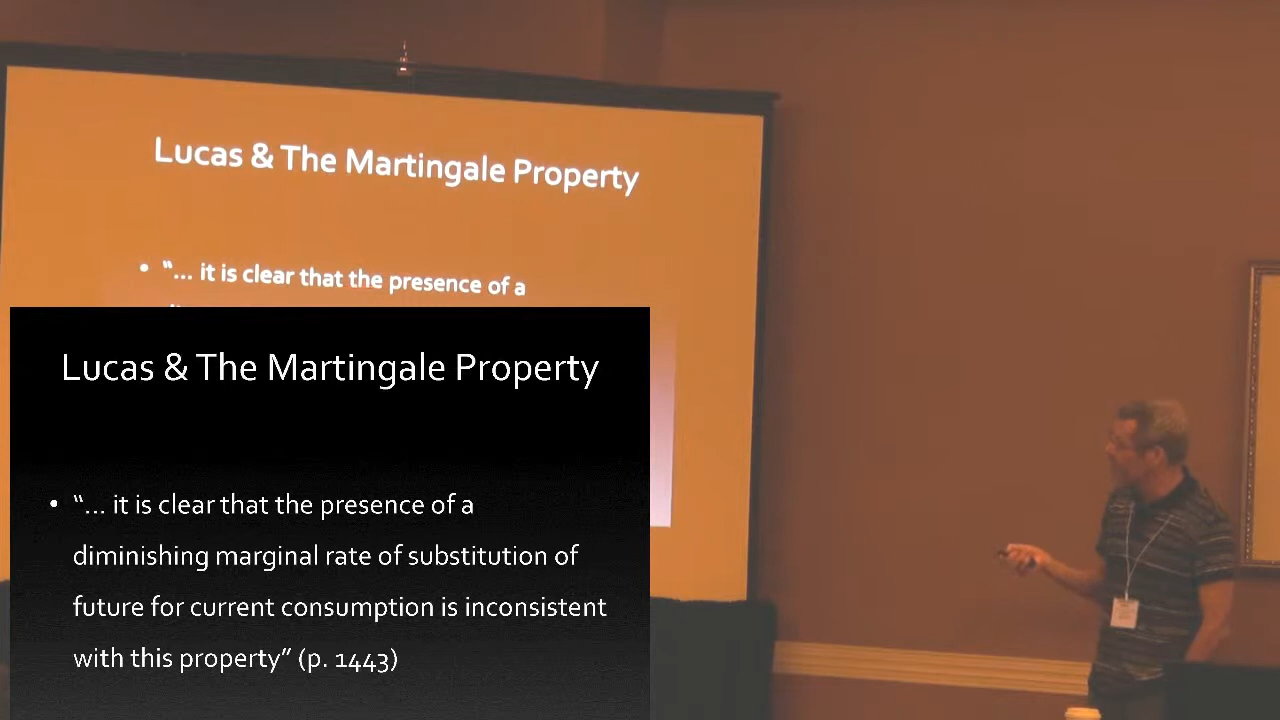 Lucas & The Martingale Property
• “... it is clear that the presence of a
Lucas & The Martingale Property
• “... it is clear that the presence of a
diminishing marginal rate of substitution of
future for current consumption is inconsistent
with this property” (p. 1443)